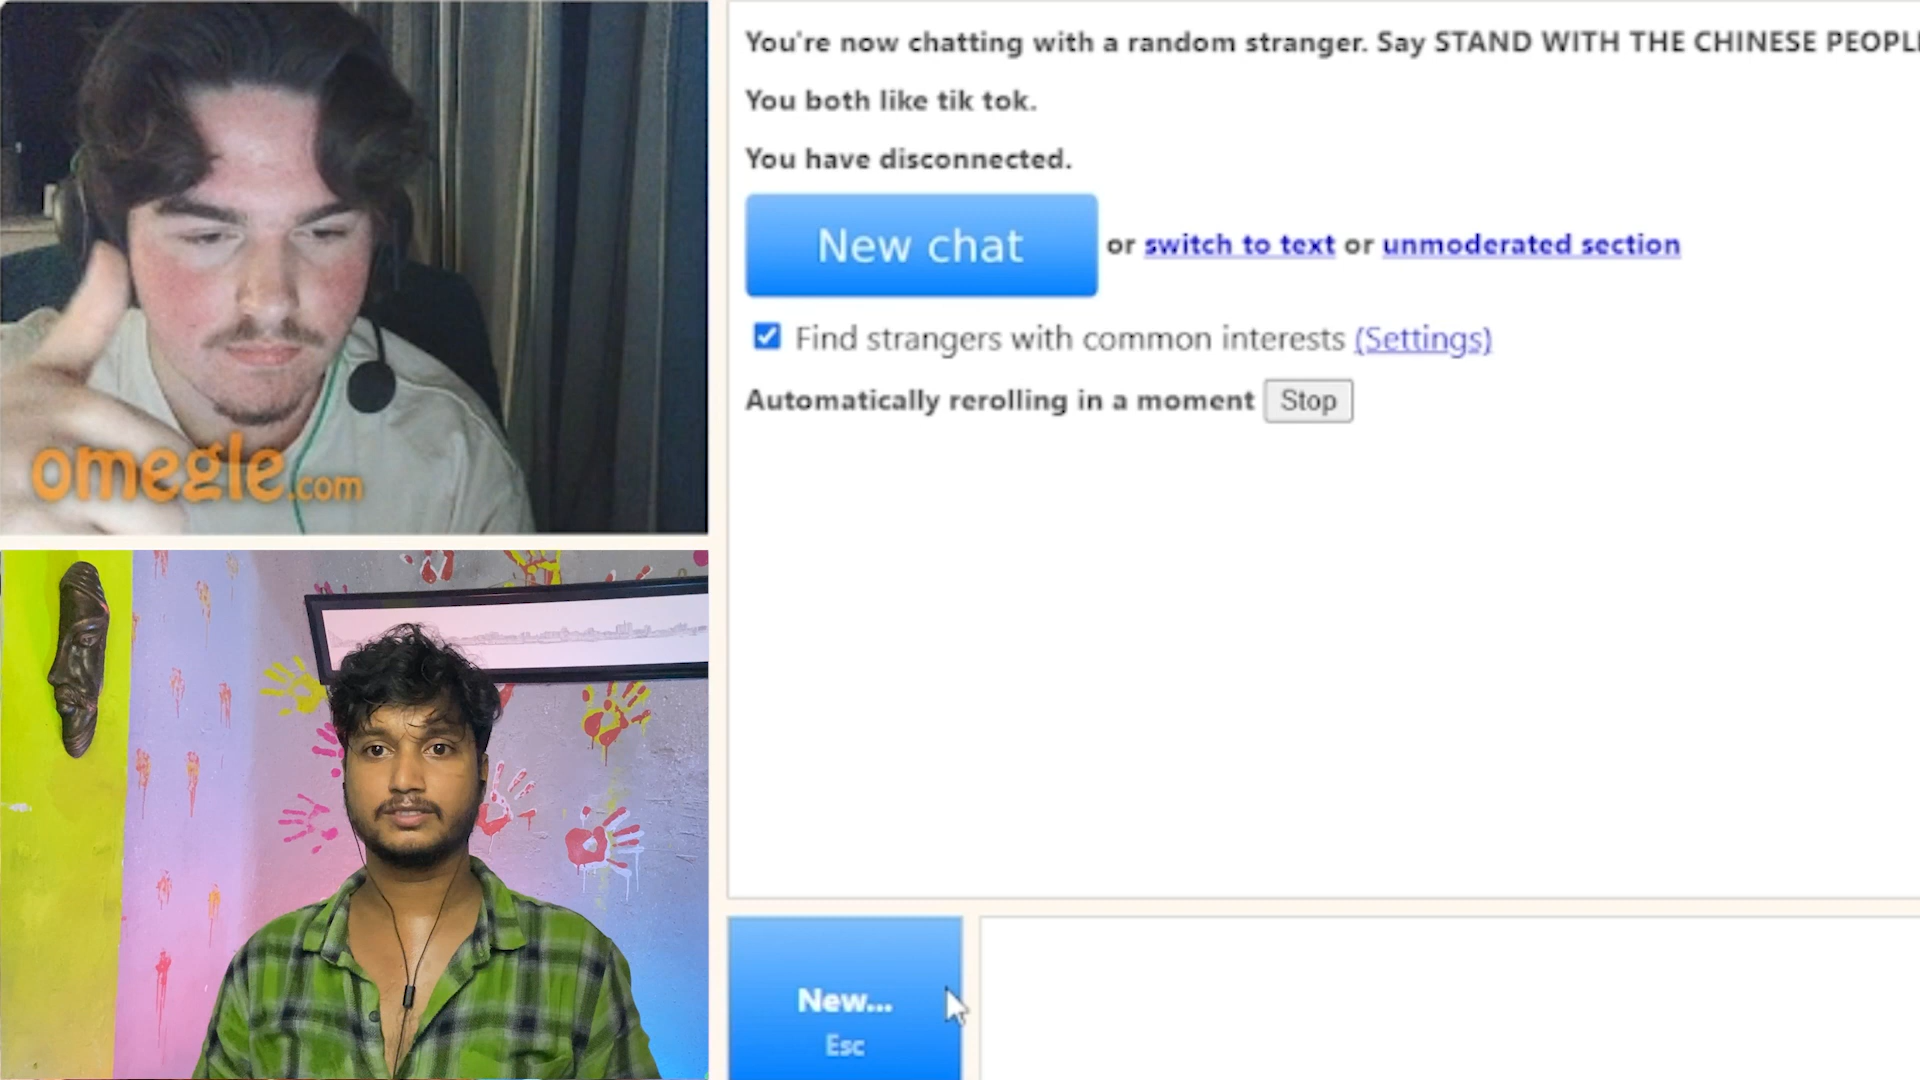 You're now chatting with a random stranger. Say STAND WITH THE CHINESE
You both like tik tok.
You have disconnected.
New chat or switch to text or unmoderated section
Find strangers with common interests (Settings)
Automatically rerolling in a moment Stop
omegle.com
New...
Esc